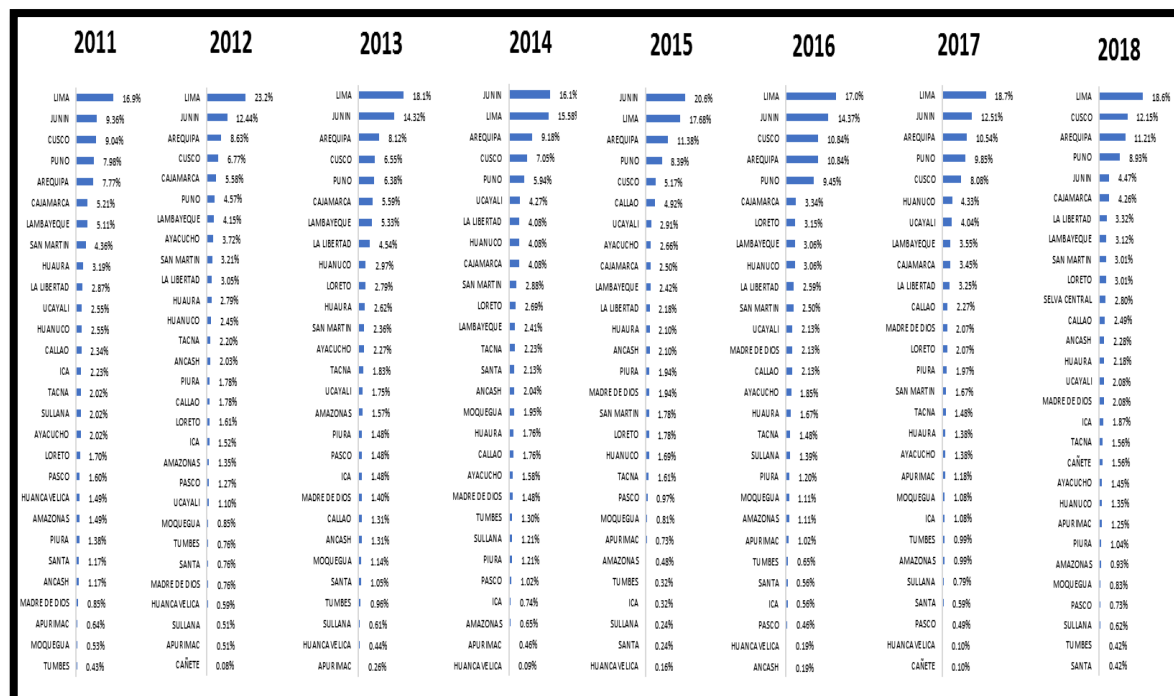 2011
LIMA 16.9%
JUNIN 9.36%
CUSCO 9.04%
PUNO 7.98%
AREQUIPA 7.77%
CAJAMARCA 5.21%
LAMBAYEQUE 5.11%
SAN MARTIN 4.36%
HUAURA 3.19%
LA LIBERTAD 2.87%
UCAYALI 2.55%
HUANUCO 2.55%
CALLAO 2.34%
ICA 2.23%
TACNA 2.02%
SULLANA 2.02%
AYACUCHO 2.02%
LORETO 1.70%
PASCO 1.60%
HUANCAVELICA 1.49%
AMAZONAS 1.49%
PIURA 1.38%
SANTA 1.17%
ANCASH 1.17%
MADRE DE DIOS 0.85%
APURIMAC 0.64%
MOQUEGUA 0.53%
TUMBES 0.43%
2012
LIMA 23.2%
JUNIN 12.44%
AREQUIPA 8.63%
CUSCO 6.77%
CAJAMARCA 5.58%
PUNO 4.57%
LAMBAYEQUE 4.15%
AYACUCHO 3.72%
SAN MARTIN 3.21%
LA LIBERTAD 3.05%
HUAURA 2.79%
HUANUCO 2.45%
TACNA 2.20%
ANCASH 2.03%
PIURA 1.78%
CALLAO 1.78%
LORETO 1.61%
ICA 1.52%
AMAZONAS 1.35%
PASCO 1.27%
UCAYALI 1.10%
MOQUEGUA 0.85%
TUMBES 0.76%
SANTA 0.76%
MADRE DE DIOS 0.76%
HUANCAVELICA 0.59%
SULLANA 0.51%
APURIMAC 0.51%
CAÑETE 0.08%
2013
LIMA 18.1%
JUNIN 14.32%
AREQUIPA 8.12%
CUSCO 6.55%
PUNO 6.38%
CAJAMARCA 5.59%
LAMBAYEQUE 5.33%
LA LIBERTAD 4.54%
HUANUCO 2.97%
LORETO 2.79%
HUAURA 2.62%
SAN MARTIN 2.36%
AYACUCHO 2.27%
TACNA 1.83%
UCAYALI 1.75%
AMAZONAS 1.57%
PIURA 1.48%
PASCO 1.48%
ICA 1.48%
MADRE DE DIOS 1.40%
CALLAO 1.31%
ANCASH 1.31%
MOQUEGUA 1.14%
SANTA 1.05%
TUMBES 0.96%
SULLANA 0.61%
HUANCAVELICA 0.44%
APURIMAC 0.26%
2014
JUNIN 16.1%
LIMA 15.58%
AREQUIPA 9.18%
CUSCO 7.05%
PUNO 5.94%
UCAYALI 4.27%
LA LIBERTAD 4.08%
HUANUCO 4.08%
CAJAMARCA 4.08%
SAN MARTIN 2.88%
LORETO 2.69%
LAMBAYEQUE 2.41%
TACNA 2.23%
SANTA 2.13%
ANCASH 2.04%
MOQUEGUA 1.95%
HUAURA 1.76%
CALLAO 1.76%
AYACUCHO 1.58%
MADRE DE DIOS 1.48%
TUMBES 1.30%
SULLANA 1.21%
PIURA 1.21%
PASCO 1.02%
ICA 0.74%
AMAZONAS 0.65%
APURIMAC 0.46%
HUANCAVELICA 0.09%
2015
JUNIN 20.6%
LIMA 17.68%
AREQUIPA 11.38%
PUNO 8.39%
CUSCO 5.17%
CALLAO 4.92%
UCAYALI 2.91%
AYACUCHO 2.66%
CAJAMARCA 2.50%
LAMBAYEQUE 2.42%
LA LIBERTAD 2.18%
HUAURA 2.10%
ANCASH 2.10%
PIURA 1.94%
MADRE DE DIOS 1.94%
SAN MARTIN 1.78%
LORETO 1.78%
HUANUCO 1.69%
TACNA 1.61%
PASCO 0.97%
MOQUEGUA 0.81%
APURIMAC 0.73%
AMAZONAS 0.48%
TUMBES 0.32%
ICA 0.32%
SULLANA 0.24%
SANTA 0.24%
HUANCAVELICA 0.16%
2016
LIMA 17.0%
JUNIN 14.37%
CUSCO 10.84%
AREQUIPA 10.84%
PUNO 9.45%
CAJAMARCA 3.34%
LORETO 3.15%
LAMBAYEQUE 3.06%
HUANUCO 3.06%
LA LIBERTAD 2.59%
SAN MARTIN 2.50%
UCAYALI 2.13%
MADRE DE DIOS 2.13%
CALLAO 2.13%
AYACUCHO 1.85%
HUAURA 1.67%
TACNA 1.48%
SULLANA 1.39%
PIURA 1.20%
MOQUEGUA 1.11%
AMAZONAS 1.11%
APURIMAC 1.02%
TUMBES 0.65%
SANTA 0.56%
ICA 0.56%
PASCO 0.46%
HUANCAVELICA 0.19%
ANCASH 0.19%
2017
LIMA 18.7%
JUNIN 12.51%
AREQUIPA 10.54%
PUNO 9.85%
CUSCO 8.08%
HUANUCO 4.33%
UCAYALI 4.04%
LAMBAYEQUE 3.55%
CAJAMARCA 3.45%
LA LIBERTAD 3.25%
CALLAO 2.27%
MADRE DE DIOS 2.07%
LORETO 2.07%
PIURA 1.97%
SAN MARTIN 1.67%
TACNA 1.48%
HUAURA 1.38%
AYACUCHO 1.38%
APURIMAC 1.18%
MOQUEGUA 1.08%
ICA 1.08%
TUMBES 0.99%
AMAZONAS 0.99%
SULLANA 0.79%
SANTA 0.59%
PASCO 0.49%
HUANCAVELICA 0.10%
CAÑETE 0.10%
2018
LIMA 18.6%
CUSCO 12.15%
AREQUIPA 11.21%
PUNO 8.93%
JUNIN 4.47%
CAJAMARCA 4.26%
LA LIBERTAD 3.32%
LAMBAYEQUE 3.12%
SAN MARTIN 3.01%
LORETO 3.01%
SELVA CENTRAL 2.80%
CALLAO 2.49%
ANCASH 2.28%
HUAURA 2.18%
UCAYALI 2.08%
MADRE DE DIOS 2.08%
ICA 1.87%
TACNA 1.56%
CAÑETE 1.56%
AYACUCHO 1.45%
HUANUCO 1.35%
APURIMAC 1.25%
PIURA 1.04%
AMAZONAS 0.93%
MOQUEGUA 0.83%
PASCO 0.73%
SULLANA 0.62%
TUMBES 0.42%
SANTA 0.42%